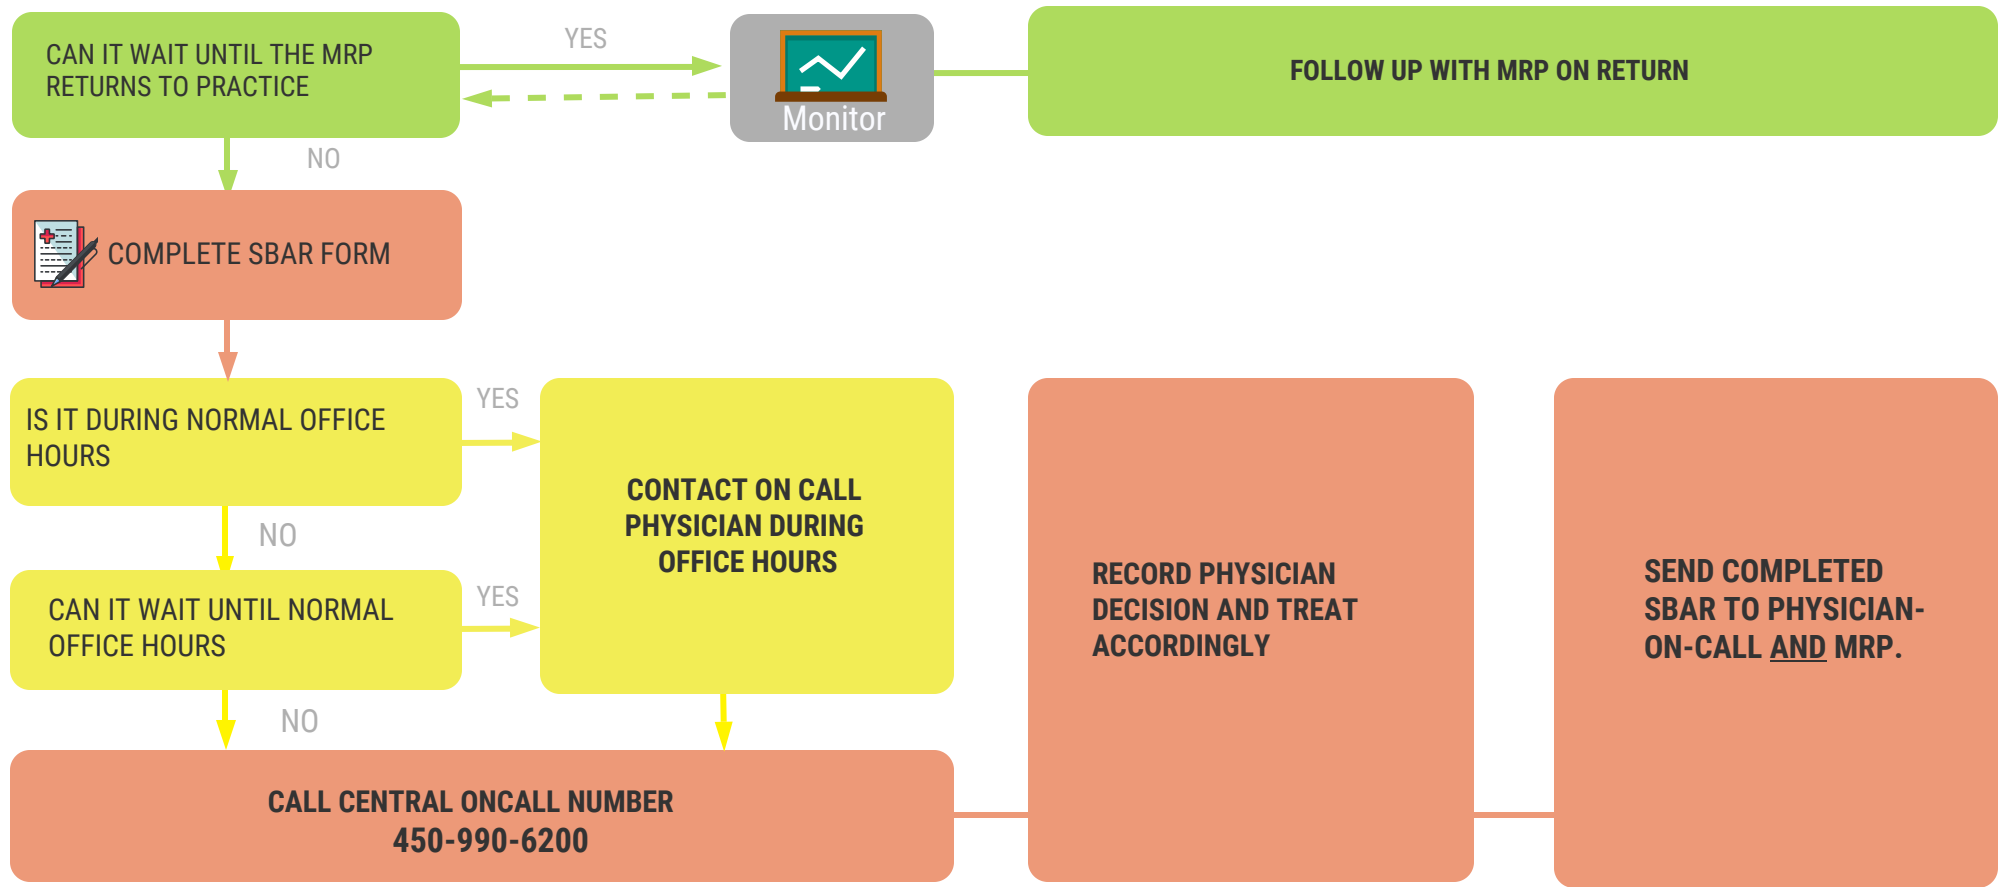 CAN IT WAIT UNTIL THE MRP
RETURNS TO PRACTICE
YES
Monitor
FOLLOW UP WITH MRP ON RETURN
NO
COMPLETE SBAR FORM
IS IT DURING NORMAL OFFICE
HOURS
YES
CONTACT ON CALL
PHYSICIAN DURING
OFFICE HOURS
NO
CAN IT WAIT UNTIL NORMAL
OFFICE HOURS
YES
NO
CALL CENTRAL ONCALL NUMBER
450-990-6200
RECORD PHYSICIAN
DECISION AND TREAT
ACCORDINGLY
SEND COMPLETED
SBAR TO PHYSICIAN-
ON-CALL AND MRP.